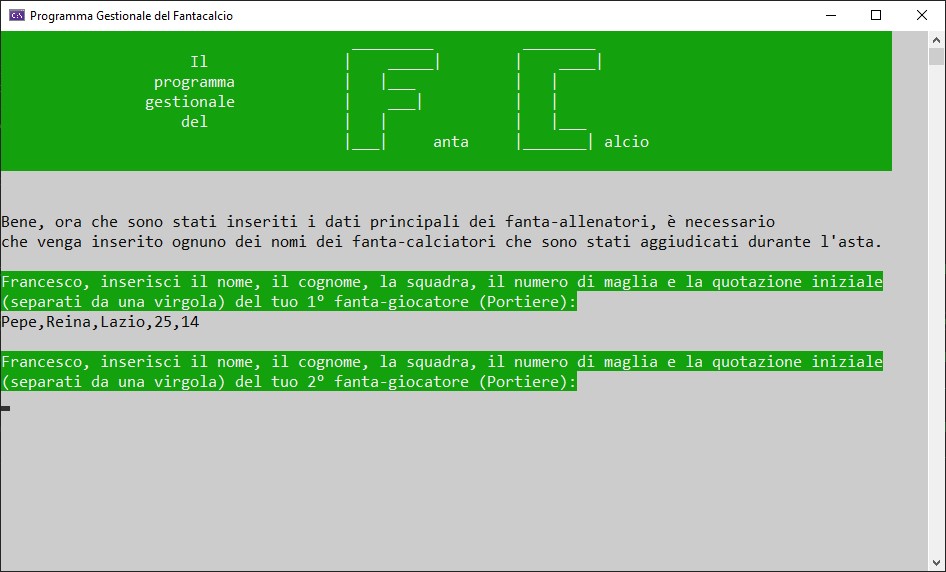 Programma Gestionale del Fantacalcio
Il
programma
gestionale
del
F anta C alcio
Bene, ora che sono stati inseriti i dati principali dei fanta-allenatori, è necessario
che venga inserito ognuno dei nomi dei fanta-calciatori che sono stati aggiudicati durante l'asta.
Francesco, inserisci il nome, il cognome, la squadra, il numero di maglia e la quotazione iniziale
(separati da una virgola) del tuo 1º fanta-giocatore (Portiere):
Pepe,Reina,Lazio,25,14
Francesco, inserisci il nome, il cognome, la squadra, il numero di maglia e la quotazione iniziale
(separati da una virgola) del tuo 2º fanta-giocatore (Portiere):